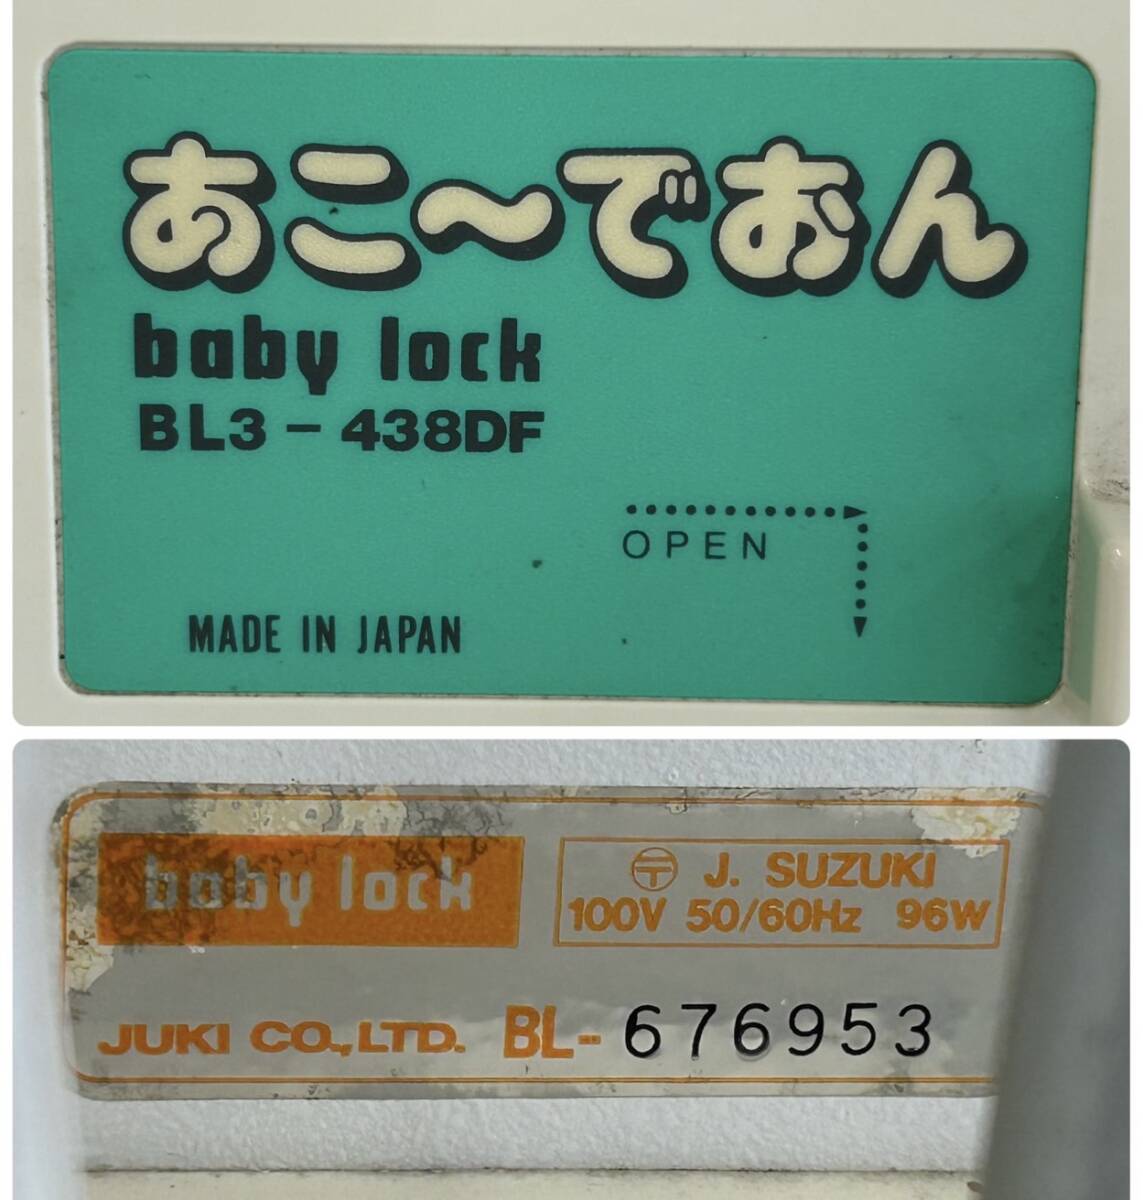 あこ〜でおん
baby lock
BL3-438DF
OPEN
MADE IN JAPAN
baby lock
〶 J. SUZUKI
100V 50/60Hz 96W
JUKI CO.,LTD. BL-676953